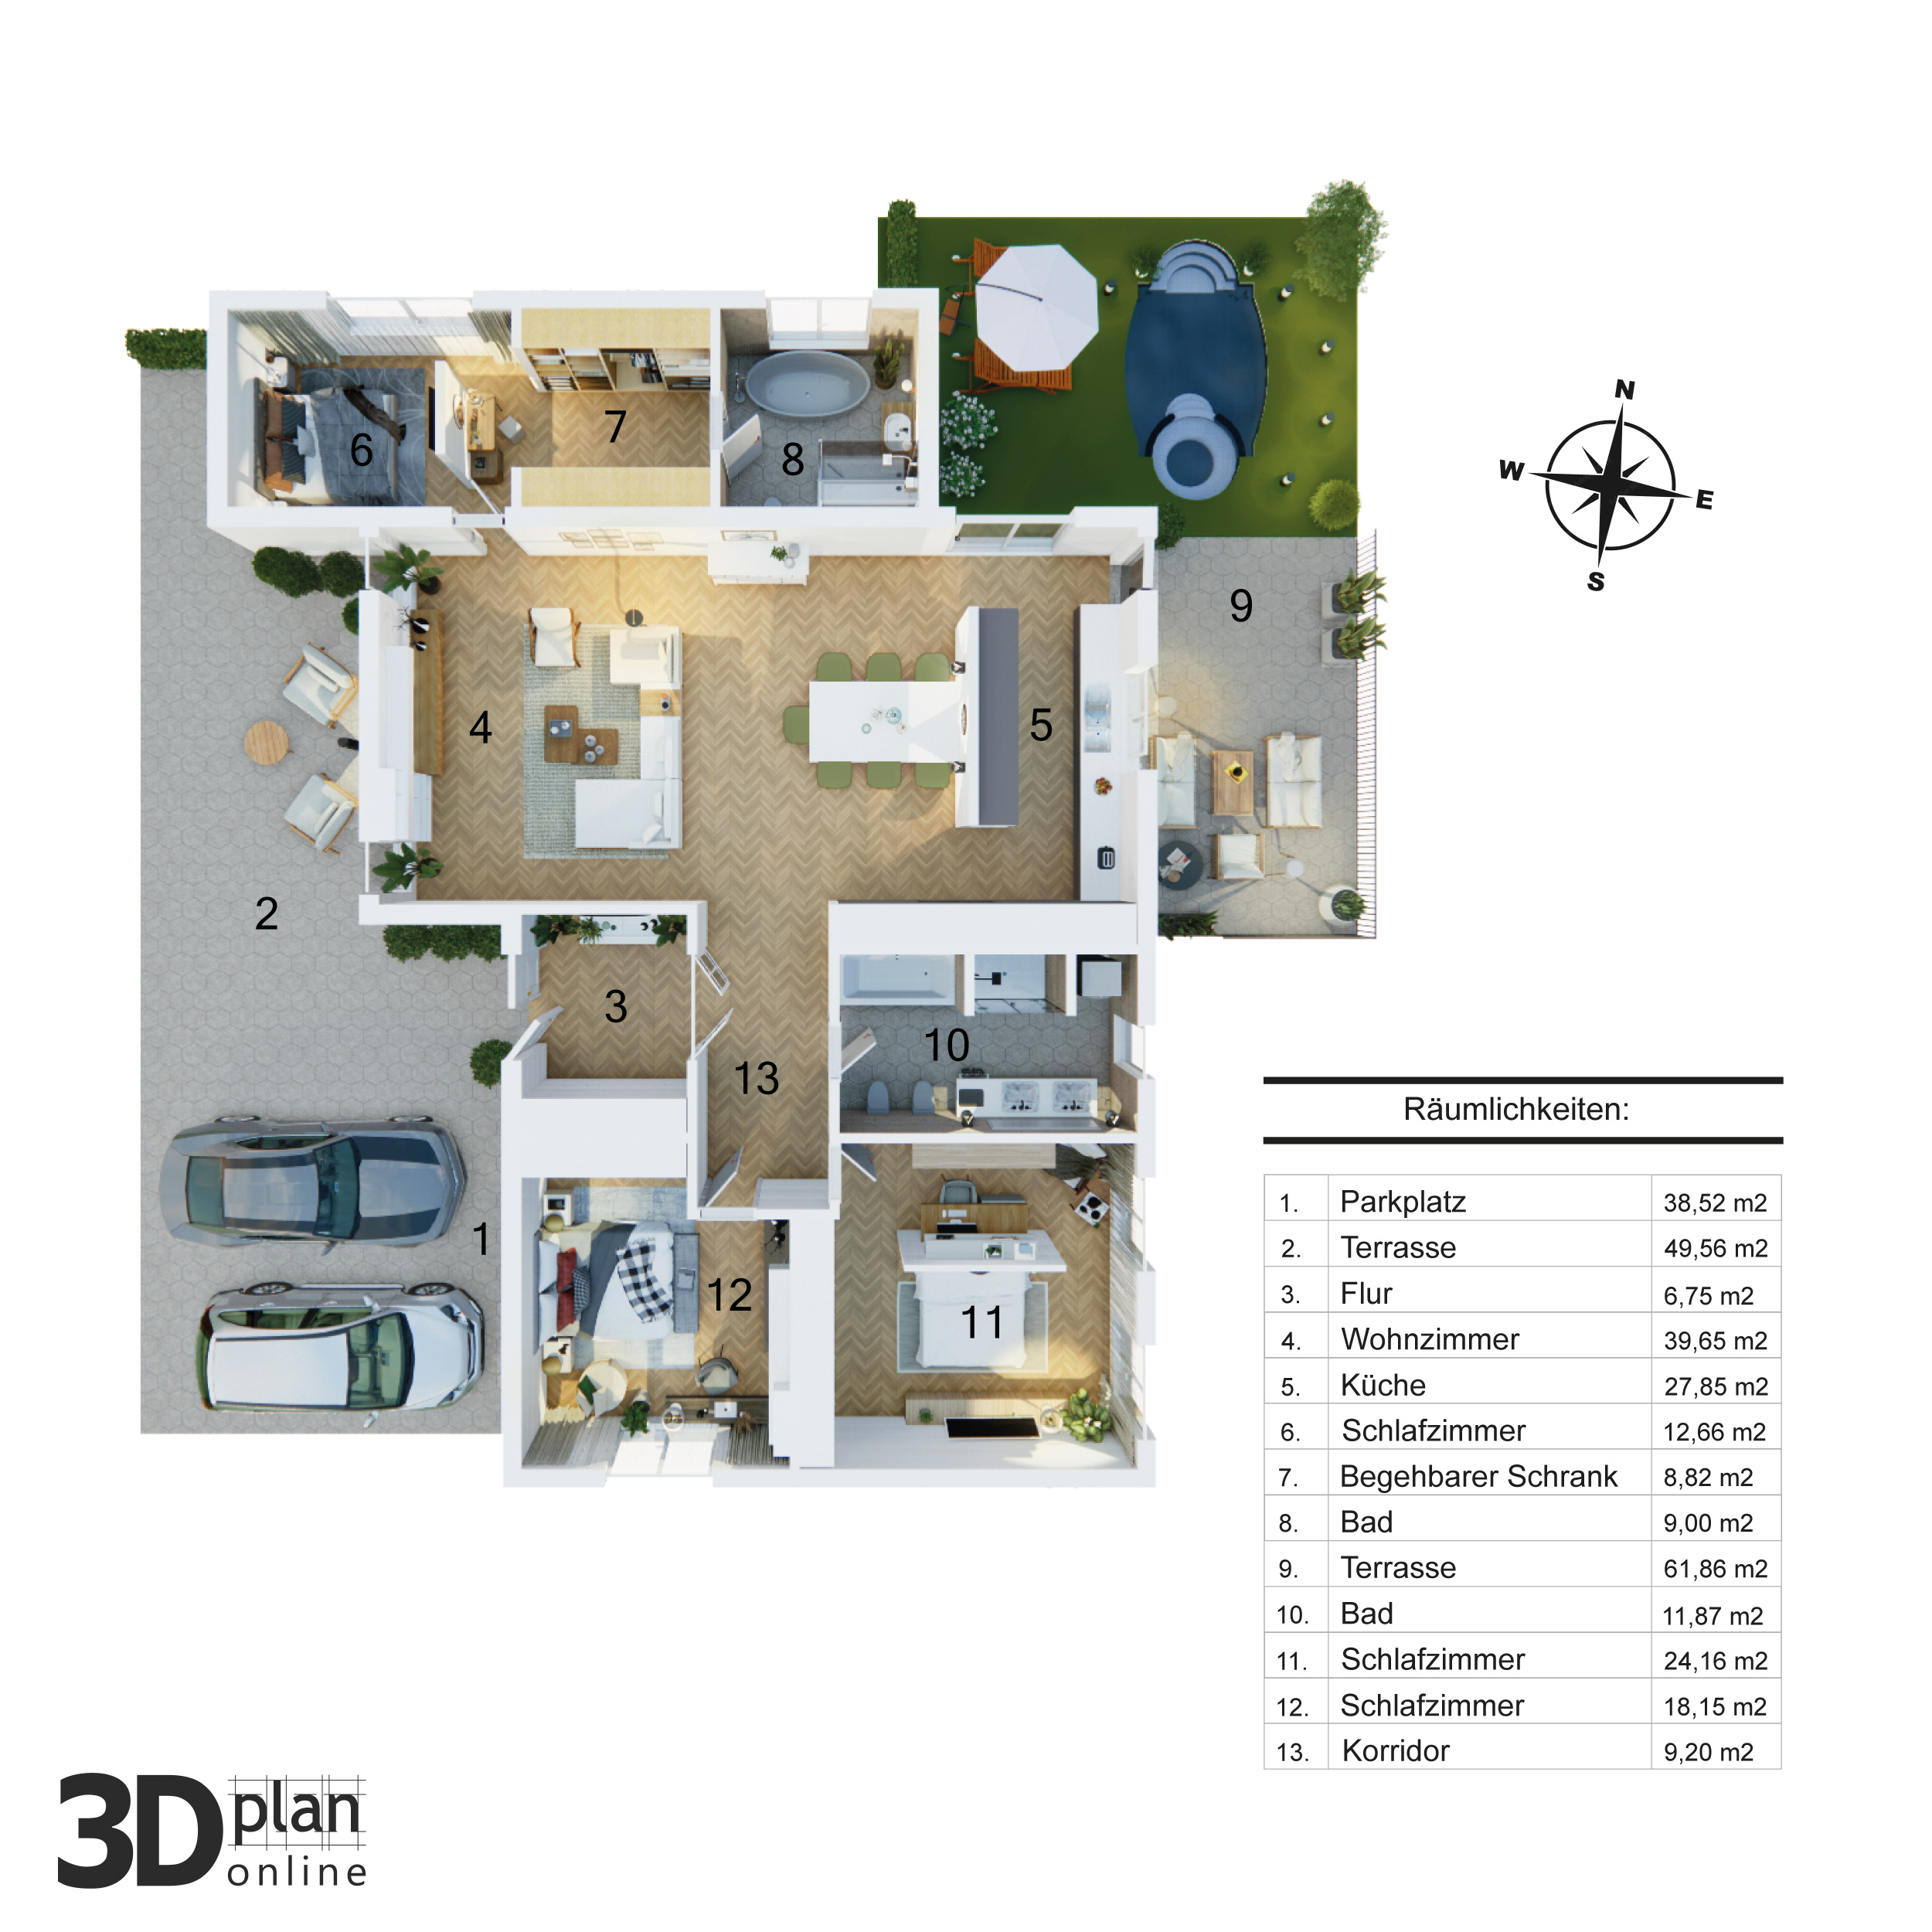 N
6
7
8
W
E
S
9
4
5
2
3
10
13
1
12
11
Räumlichkeiten:
1. Parkplatz 38,52 m2
2. Terrasse 49,56 m2
3. Flur 6,75 m2
4. Wohnzimmer 39,65 m2
5. Küche 27,85 m2
6. Schlafzimmer 12,66 m2
7. Begehbarer Schrank 8,82 m2
8. Bad 9,00 m2
9. Terrasse 61,86 m2
10. Bad 11,87 m2
11. Schlafzimmer 24,16 m2
12. Schlafzimmer 18,15 m2
13. Korridor 9,20 m2
3D plan
online